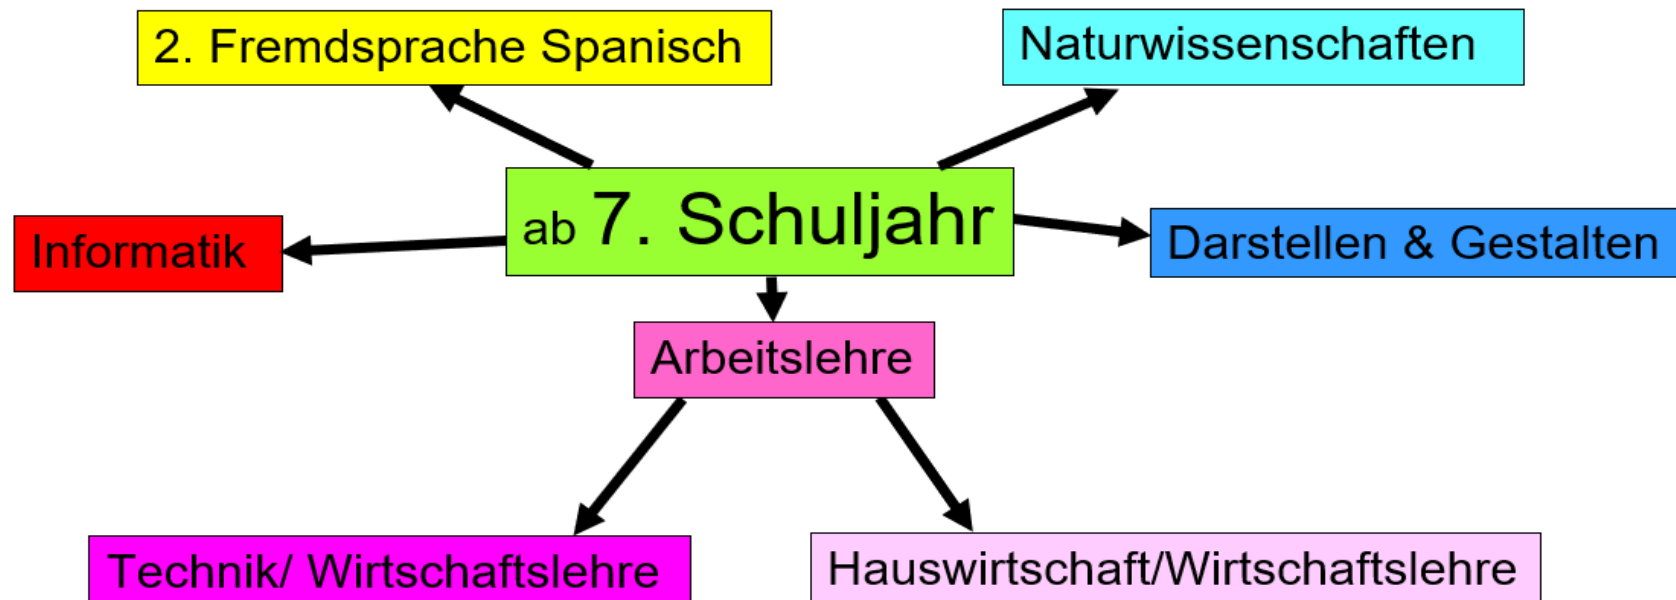 2. Fremdsprache Spanisch
Naturwissenschaften
ab 7. Schuljahr
Informatik
Darstellen & Gestalten
Arbeitslehre
Technik/ Wirtschaftslehre
Hauswirtschaft/Wirtschaftslehre